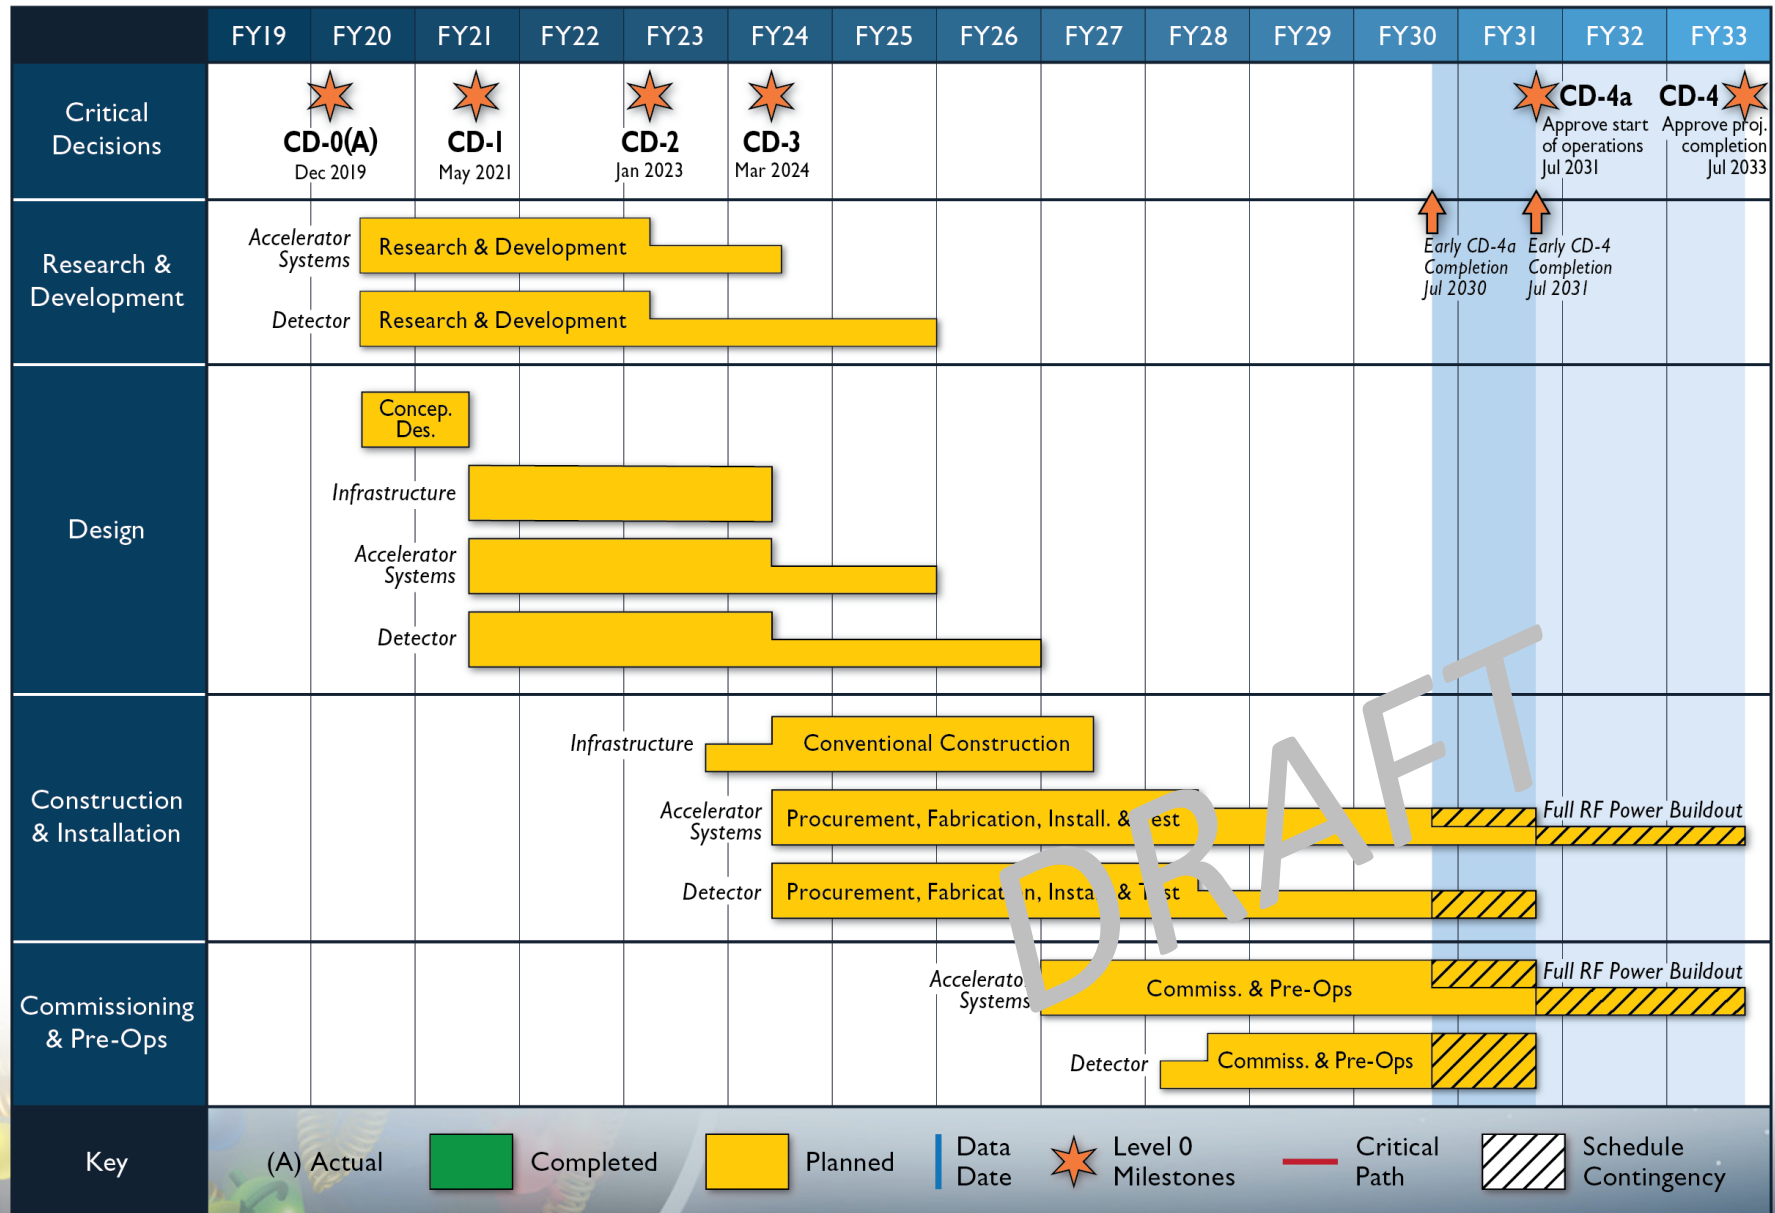 FY19 FY20 FY21 FY22 FY23 FY24 FY25 FY26 FY27 FY28 FY29 FY30 FY31 FY32 FY33
Critical
Decisions
CD-0(A)
Dec 2019
CD-1
May 2021
CD-2
Jan 2023
CD-3
Mar 2024
CD-4a
Approve start
of operations
Jul 2031
CD-4
Approve proj.
completion
Jul 2033
Research &
Development
Accelerator
Systems
Research & Development
Detector
Research & Development
Early CD-4a
Completion
Jul 2030
Early CD-4
Completion
Jul 2031
Design
Concep.
Des.
Infrastructure
Accelerator
Systems
Detector
Construction
& Installation
Infrastructure
Conventional Construction
Accelerator
Systems
Procurement, Fabrication, Install. & Test
Full RF Power Buildout
Detector
Procurement, Fabrication, Install. & Test
DRAFT
Commissioning
& Pre-Ops
Accelerator
Systems
Commiss. & Pre-Ops
Full RF Power Buildout
Detector
Commiss. & Pre-Ops
Key
(A) Actual
Completed
Planned
Data
Date
Level 0
Milestones
Critical
Path
Schedule
Contingency